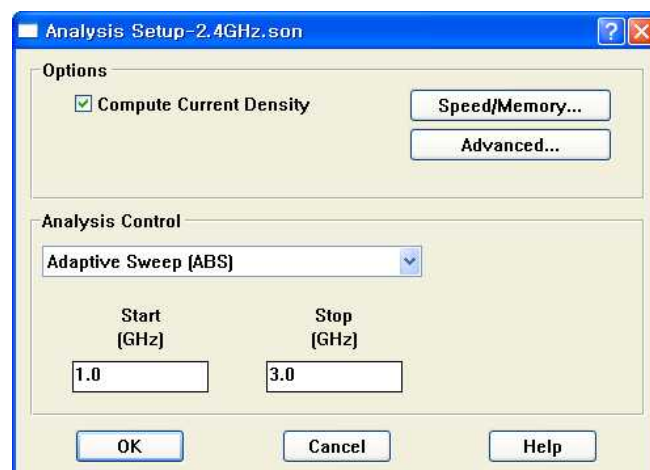 Analysis Setup-2.4GHz.son
Options
Compute Current Density
Speed/Memory...
Advanced...
Analysis Control
Adaptive Sweep (ABS)
Start
(GHz)
Stop
(GHz)
1.0
3.0
OK
Cancel
Help